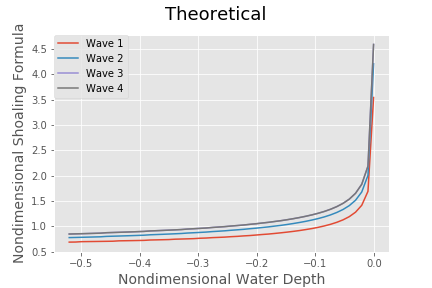 Theoretical
Nondimensional Shoaling Formula
4.5
4.0
3.5
3.0
2.5
2.0
1.5
1.0
0.5
Wave 1
Wave 2
Wave 3
Wave 4
−0.5
−0.4
−0.3
−0.2
−0.1
0.0
Nondimensional Water Depth